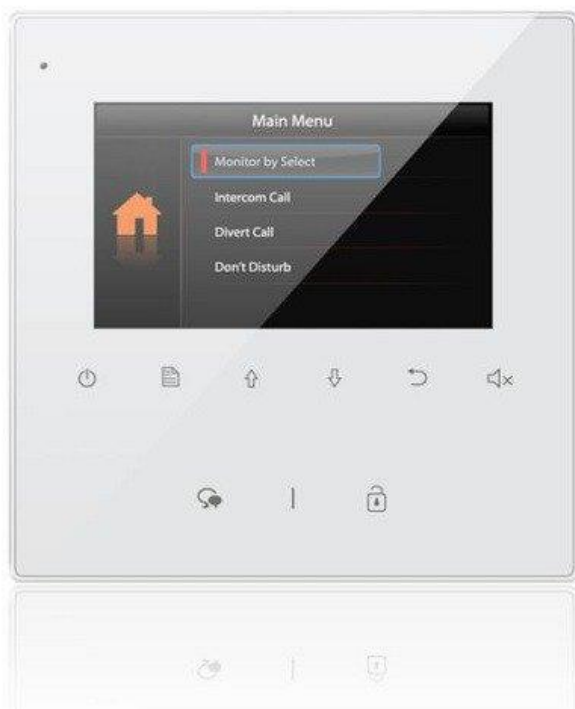 Main Menu
Monitor by Select
Intercom Call
Divert Call
Don't Disturb